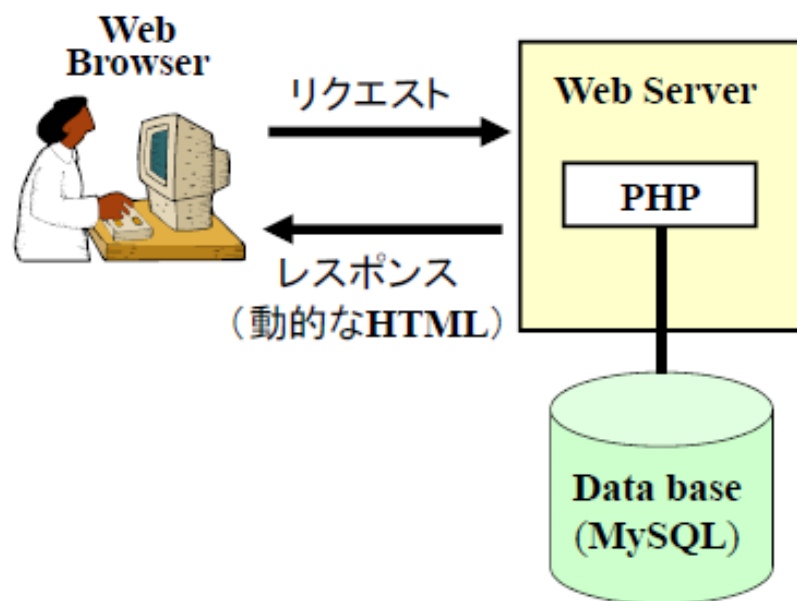 Web
Browser
リクエスト
Web Server
PHP
レスポンス
（動的なHTML）
Data base
(MySQL)